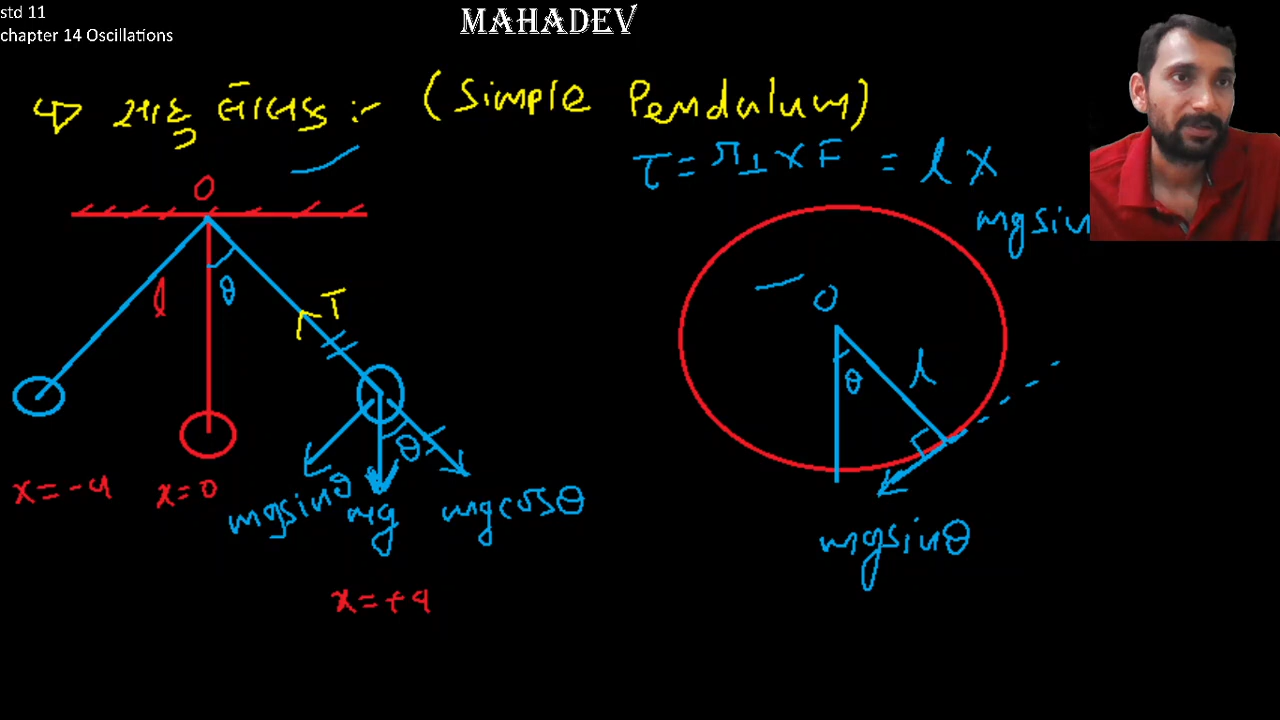 std 11
chapter 14 Oscillations
MAHADEV
સાદુ લોલક :- (Simple Pendulum)
τ = r⊥ × F = l ×
mgsin
O
l
θ
T
θ
mgsinθ
mg
mgcosθ
x=-a
x=0
x=+a
O
θ
l
mgsinθ